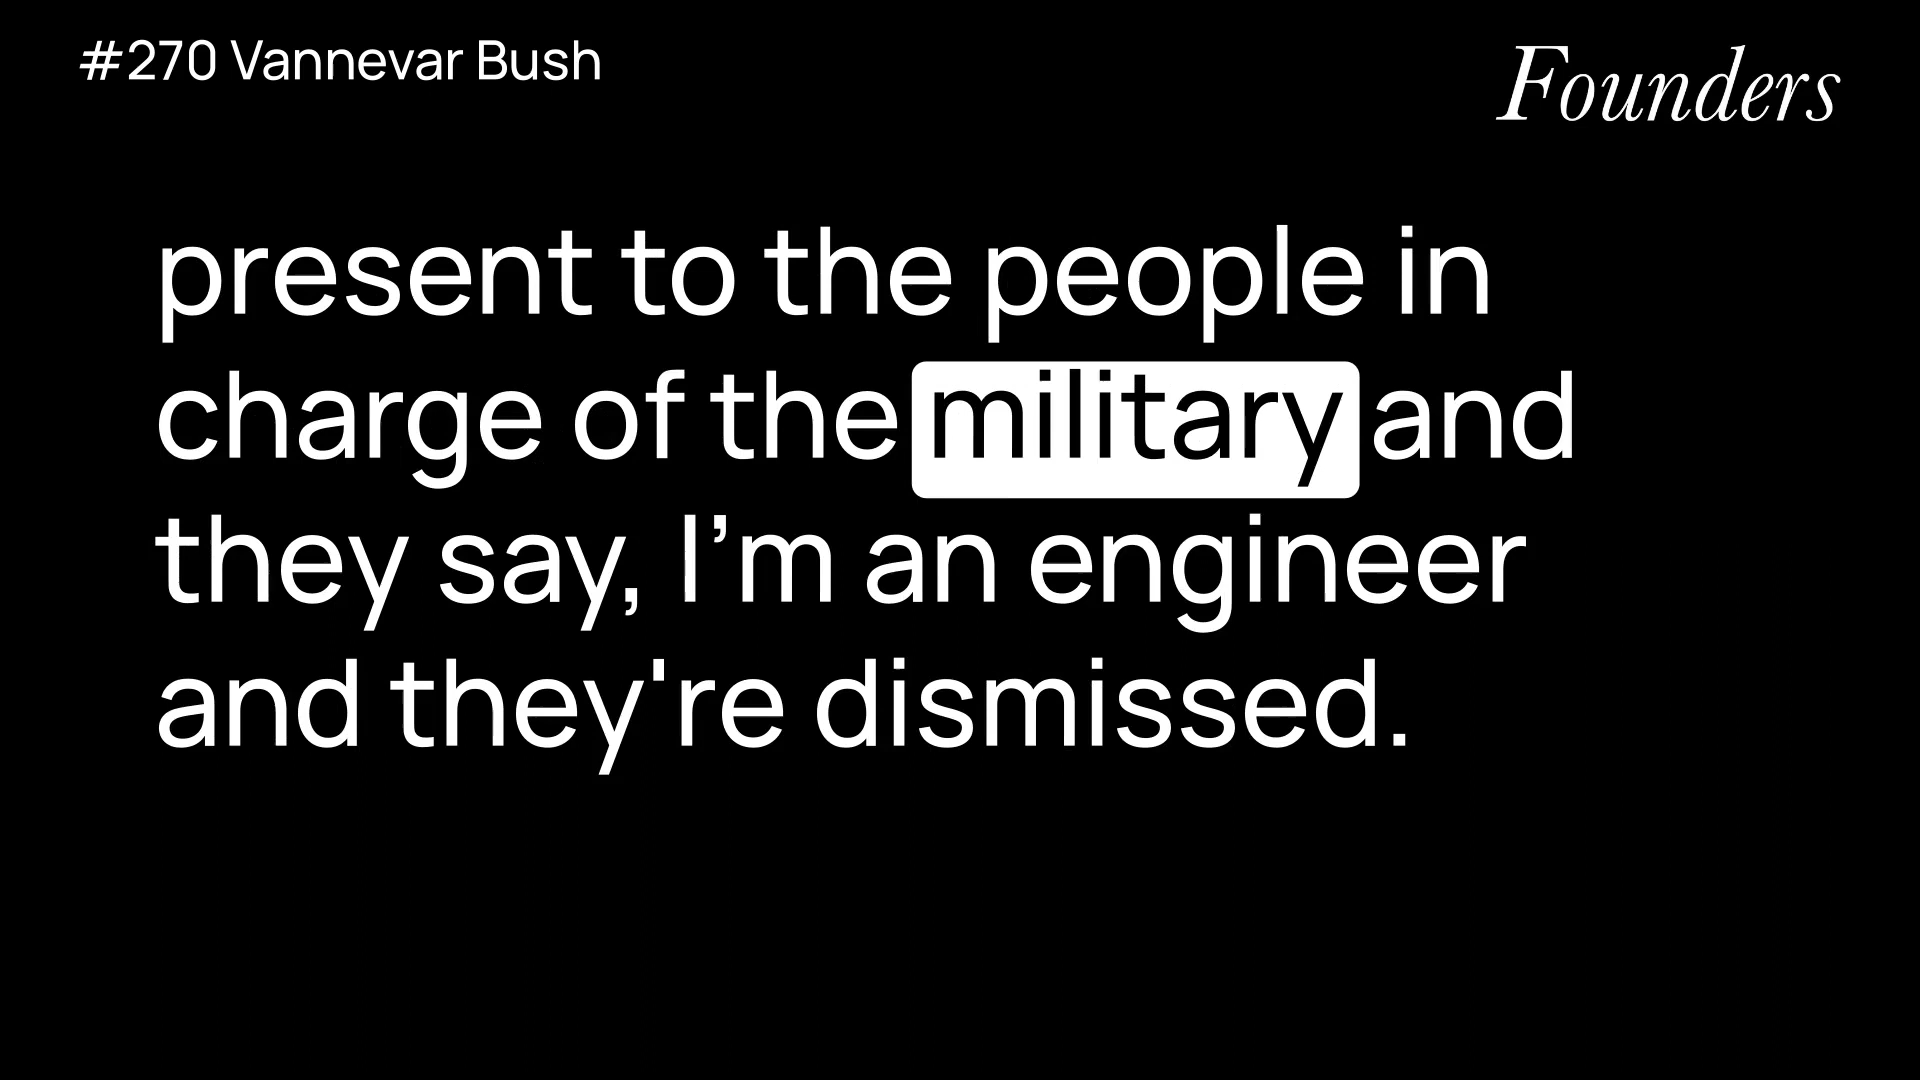 #270 Vannevar Bush
Founders
present to the people in
charge of the military and
they say, I’m an engineer
and they're dismissed.